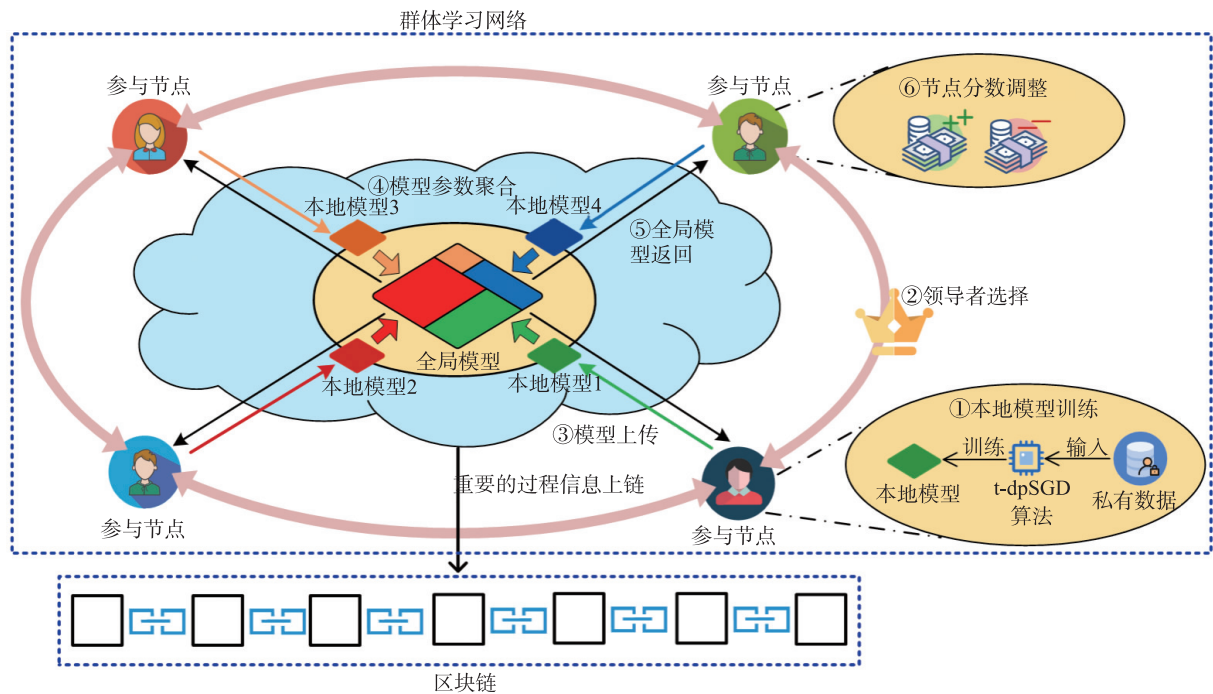 群体学习网络
参与节点
参与节点
⑥节点分数调整
④模型参数聚合
本地模型3
本地模型4
⑤全局模
型返回
②领导者选择
全局模型
本地模型2
本地模型1
③模型上传
①本地模型训练
训练
输入
本地模型
t-dpSGD
算法
私有数据
重要的过程信息上链
参与节点
参与节点
区块链